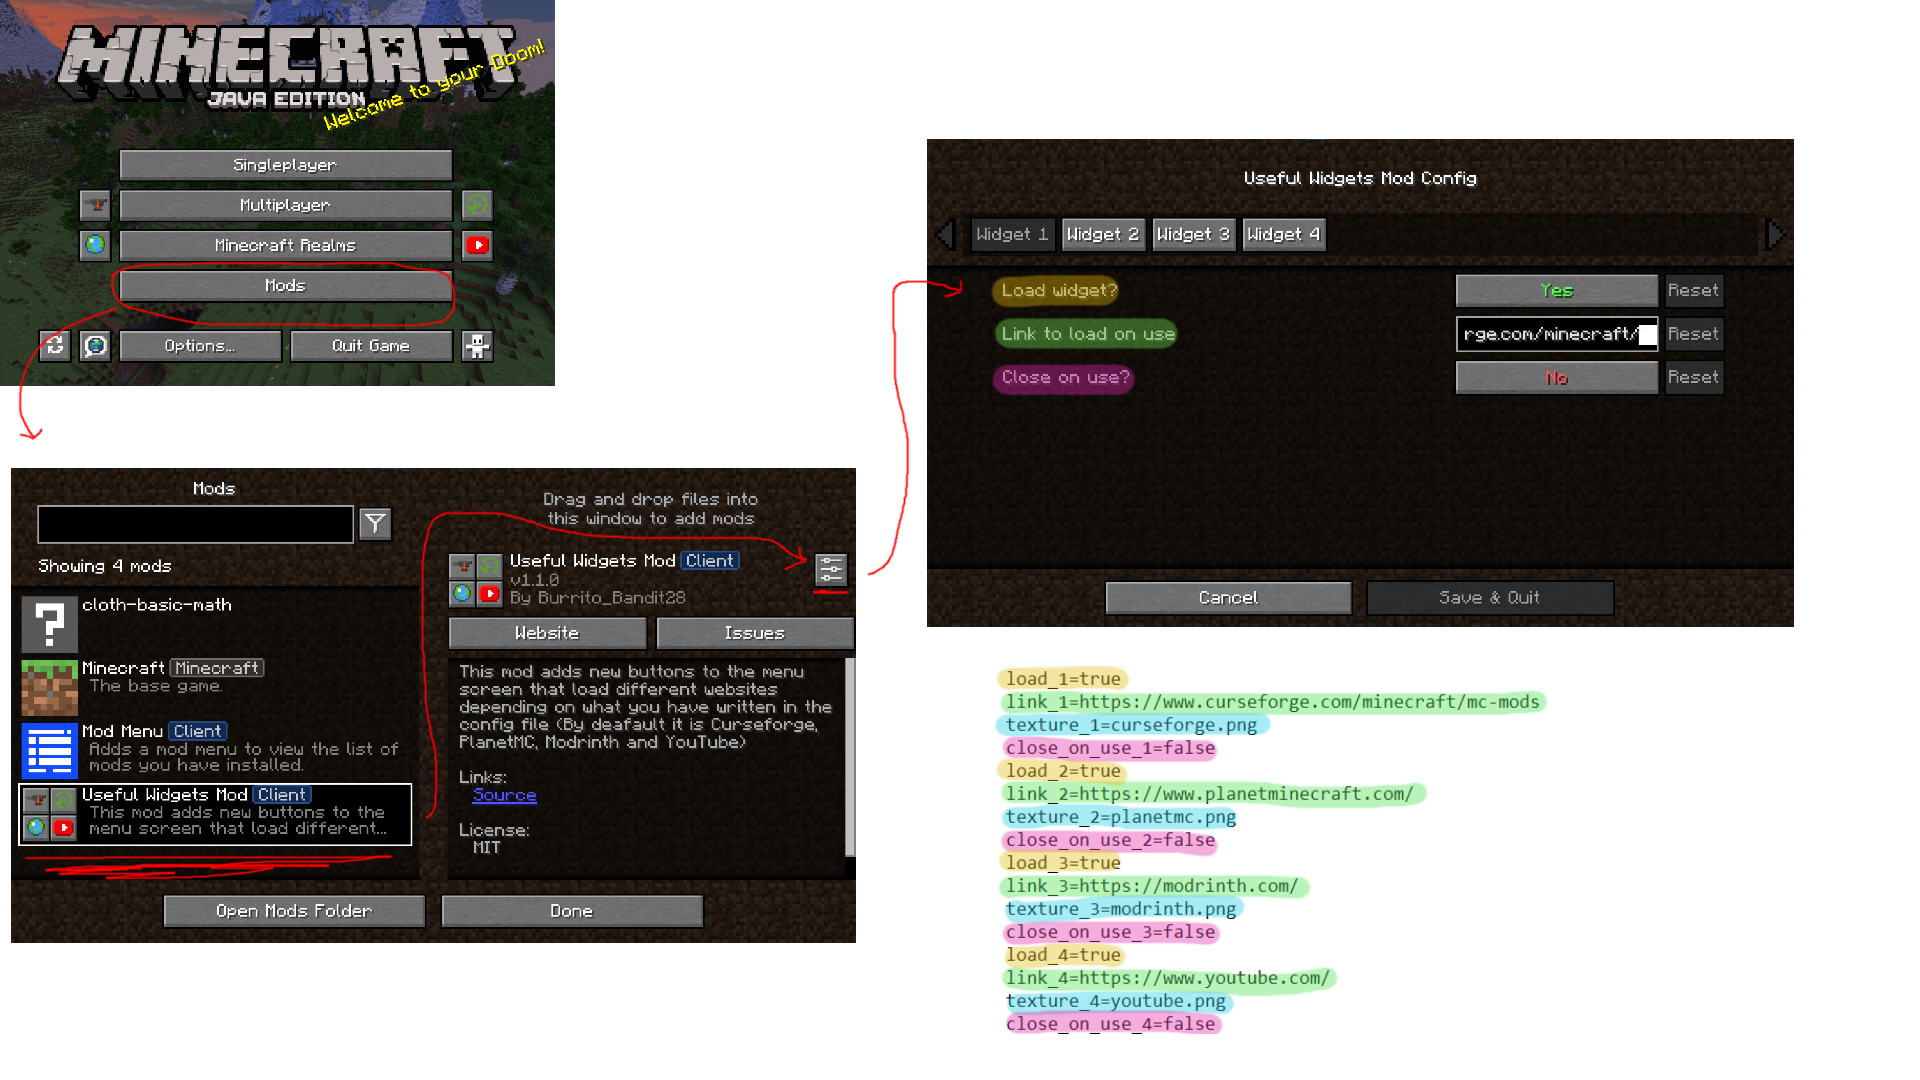 MINECRAFT
JAVA EDITION
Welcome to your Doom!
Singleplayer
Multiplayer
Minecraft Realms
Mods
Options...
Quit Game
Mods
Showing 4 mods
cloth-basic-math
Minecraft Minecraft
The base game.
Mod Menu Client
Adds a mod menu to view the list of
mods you have installed.
Useful Widgets Mod Client
This mod adds new buttons to the
menu screen that load different...
Drag and drop files into
this window to add mods
Useful Widgets Mod Client
v1.1.0
By Burrito_Bandit28
Website
Issues
This mod adds new buttons to the menu
screen that load different websites
depending on what you have written in the
config file (By deafault it is Curseforge,
PlanetMC, Modrinth and YouTube)
Links:
Source
License:
MIT
Open Mods Folder
Done
Useful Widgets Mod Config
Widget 1
Widget 2
Widget 3
Widget 4
Load widget?
Yes
Reset
Link to load on use
rge.com/minecraft/
Reset
Close on use?
No
Reset
Cancel
Save & Quit
load_1=true
link_1=https://www.curseforge.com/minecraft/mc-mods
texture_1=curseforge.png
close_on_use_1=false
load_2=true
link_2=https://www.planetminecraft.com/
texture_2=planetmc.png
close_on_use_2=false
load_3=true
link_3=https://modrinth.com/
texture_3=modrinth.png
close_on_use_3=false
load_4=true
link_4=https://www.youtube.com/
texture_4=youtube.png
close_on_use_4=false